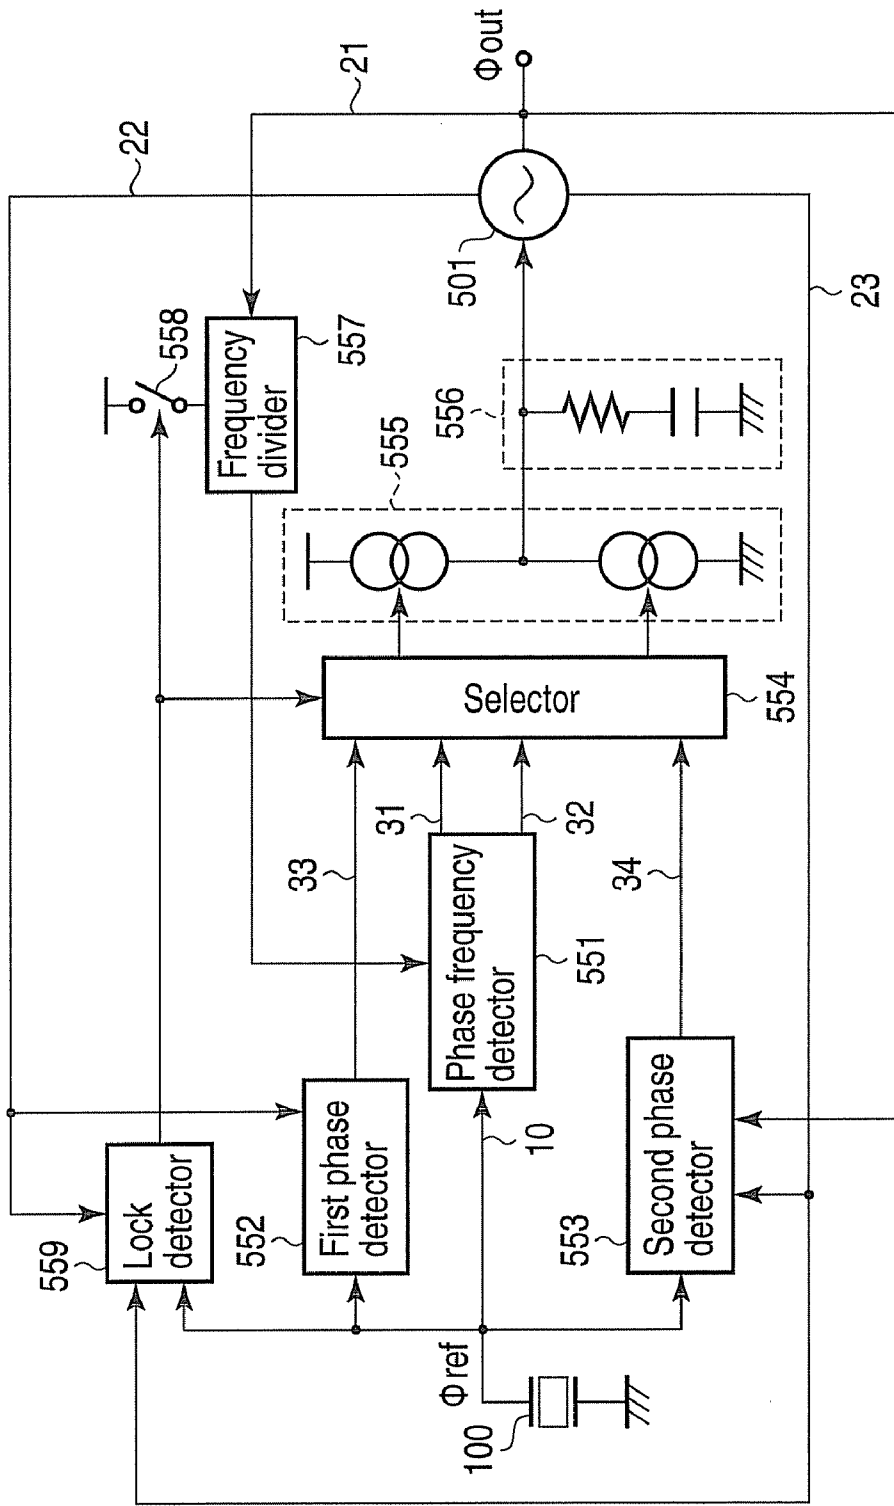 Φout
21
22
23
501
557
558
Frequency
divider
556
555
Selector
554
33
31
32
34
Phase frequency
detector
551
10
First phase
detector
552
Second phase
detector
553
Lock
detector
559
Φref
100